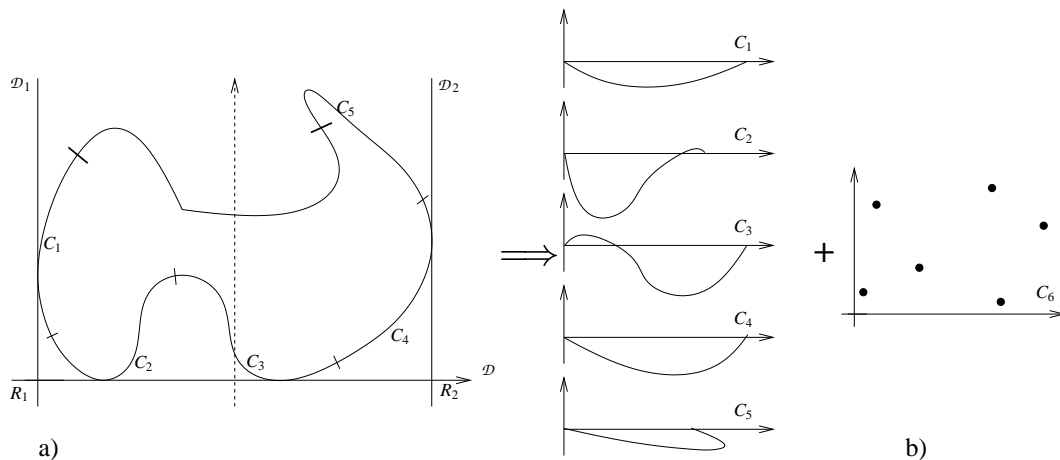 𝒟₁
𝒟₂
C₅
C₁
C₂
C₃
C₄
𝒟
R₁
R₂
a)
C₁
C₂
C₃
C₄
C₅
⇒
+
C₆
b)